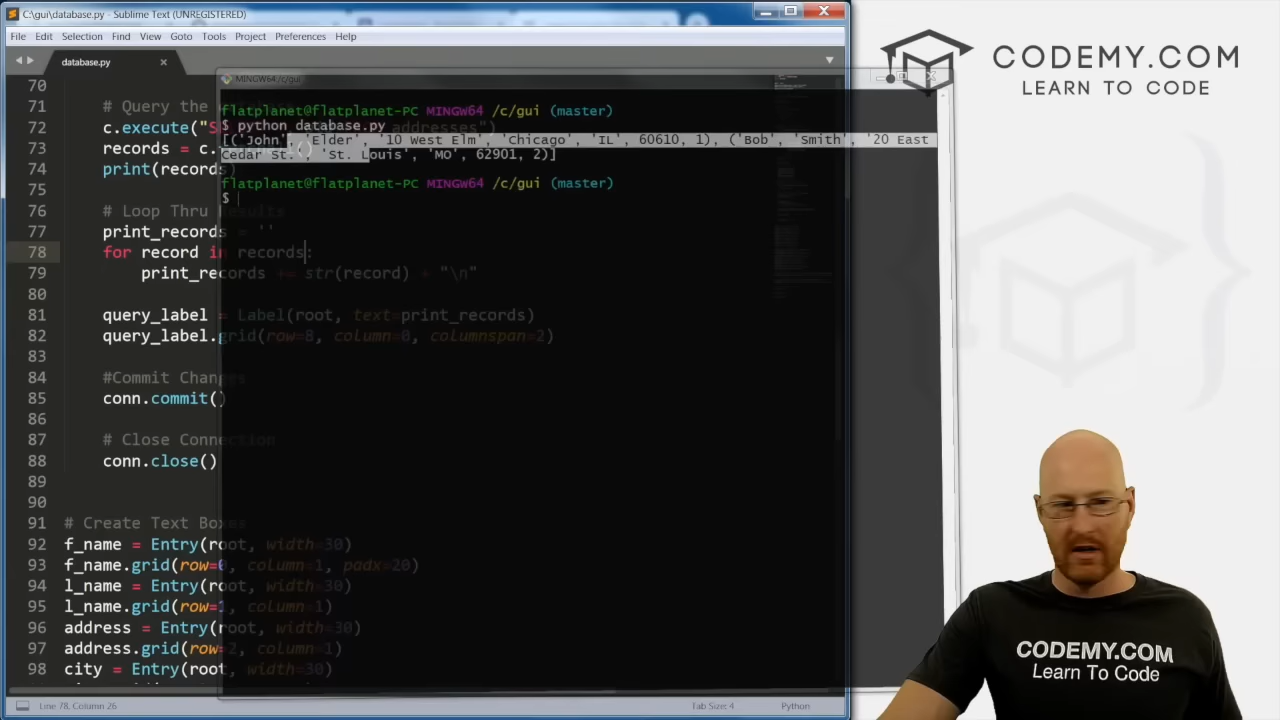 C:\gui\database.py - Sublime Text (UNREGISTERED)
File Edit Selection Find View Goto Tools Project Preferences Help
database.py
MINGW64:/c/gui
flatplanet@flatplanet-PC MINGW64 /c/gui (master)
$ python database.py
[('John', 'Elder', '10 West Elm', 'Chicago', 'IL', 60610, 1), ('Bob', 'Smith', '20 East
Cedar St.', 'St. Louis', 'MO', 62901, 2)]
flatplanet@flatplanet-PC MINGW64 /c/gui (master)
$
70
71 # Query the
72 c.execute("S addresses")
73 records = c. ()
74 print(records
75
76 # Loop Thru Results
77 print_records = ''
78 for record in records:
79 print_records += str(record) + "\n"
80
81 query_label = Label(root, text=print_records)
82 query_label.grid(row=8, column=0, columnspan=2)
83
84 #Commit Changes
85 conn.commit()
86
87 # Close Connection
88 conn.close()
89
90
91 # Create Text Boxes
92 f_name = Entry(root, width=30)
93 f_name.grid(row=0, column=1, padx=20)
94 l_name = Entry(root, width=30)
95 l_name.grid(row=1, column=1)
96 address = Entry(root, width=30)
97 address.grid(row=2, column=1)
98 city = Entry(root, width=30)
Line 78, Column 26
Tab Size: 4
Python
CODEMY.COM
LEARN TO CODE
CODEMY.COM
Learn To Code